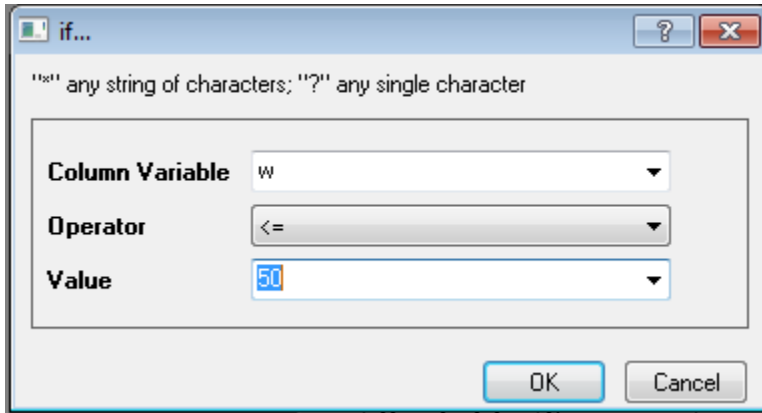 if...
"*" any string of characters; "?" any single character
Column Variable w
Operator <=
Value 50
OK Cancel